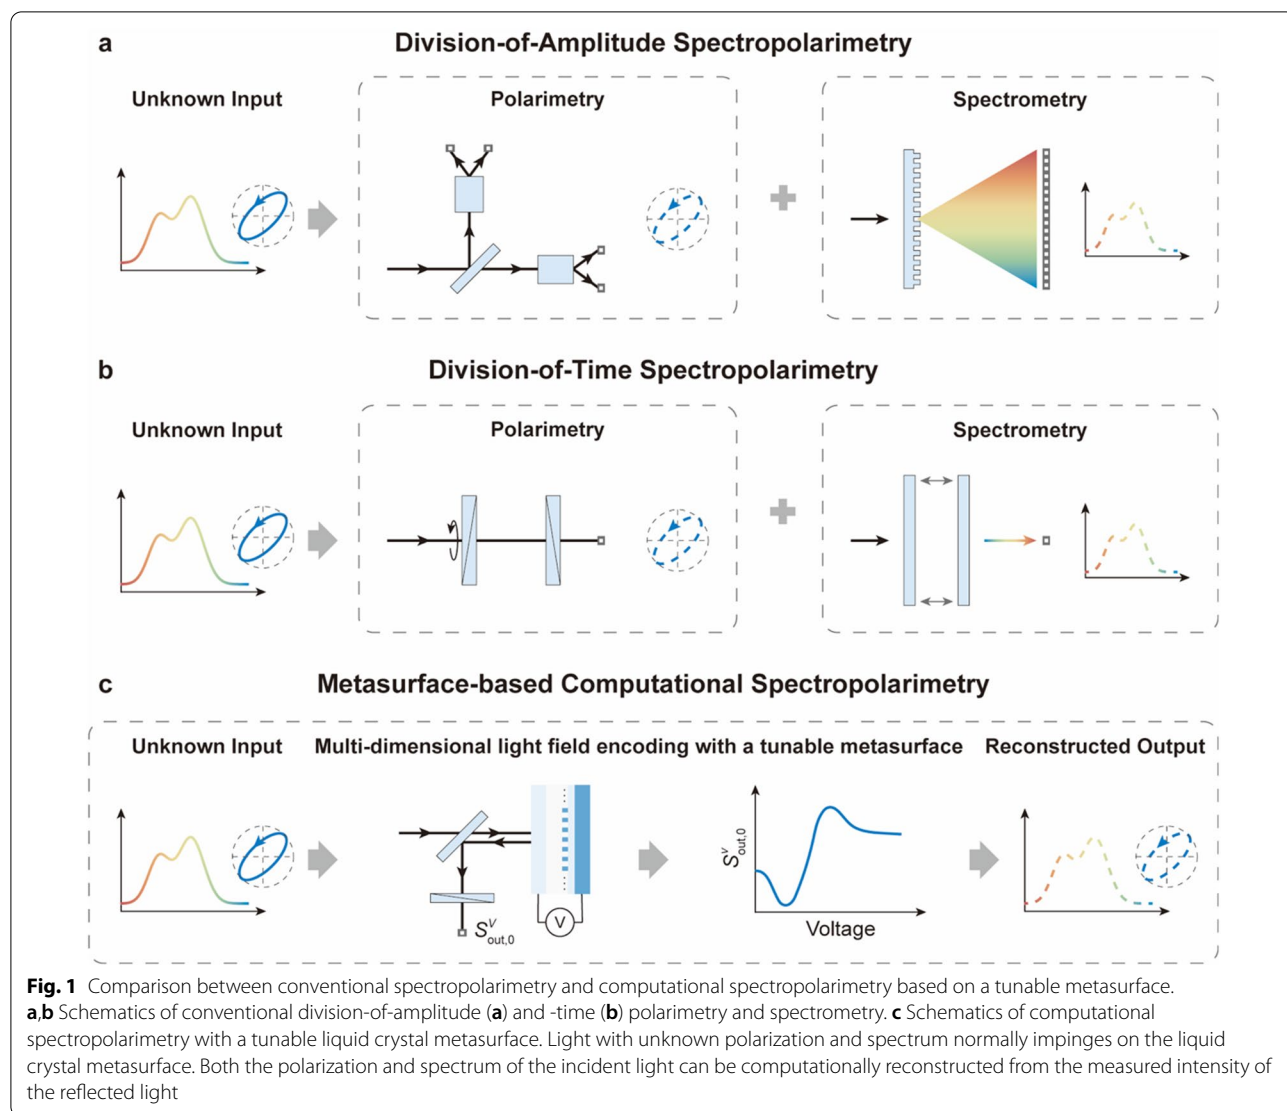 a
Division-of-Amplitude Spectropolarimetry
Unknown Input
Polarimetry
Spectrometry
b
Division-of-Time Spectropolarimetry
Unknown Input
Polarimetry
Spectrometry
c
Metasurface-based Computational Spectropolarimetry
Unknown Input
Multi-dimensional light field encoding with a tunable metasurface
Reconstructed Output
V
S^V_out,0
S^V_out,0
Voltage
Fig. 1 Comparison between conventional spectropolarimetry and computational spectropolarimetry based on a tunable metasurface.
a,b Schematics of conventional division-of-amplitude (a) and -time (b) polarimetry and spectrometry. c Schematics of computational
spectropolarimetry with a tunable liquid crystal metasurface. Light with unknown polarization and spectrum normally impinges on the liquid
crystal metasurface. Both the polarization and spectrum of the incident light can be computationally reconstructed from the measured intensity of
the reflected light